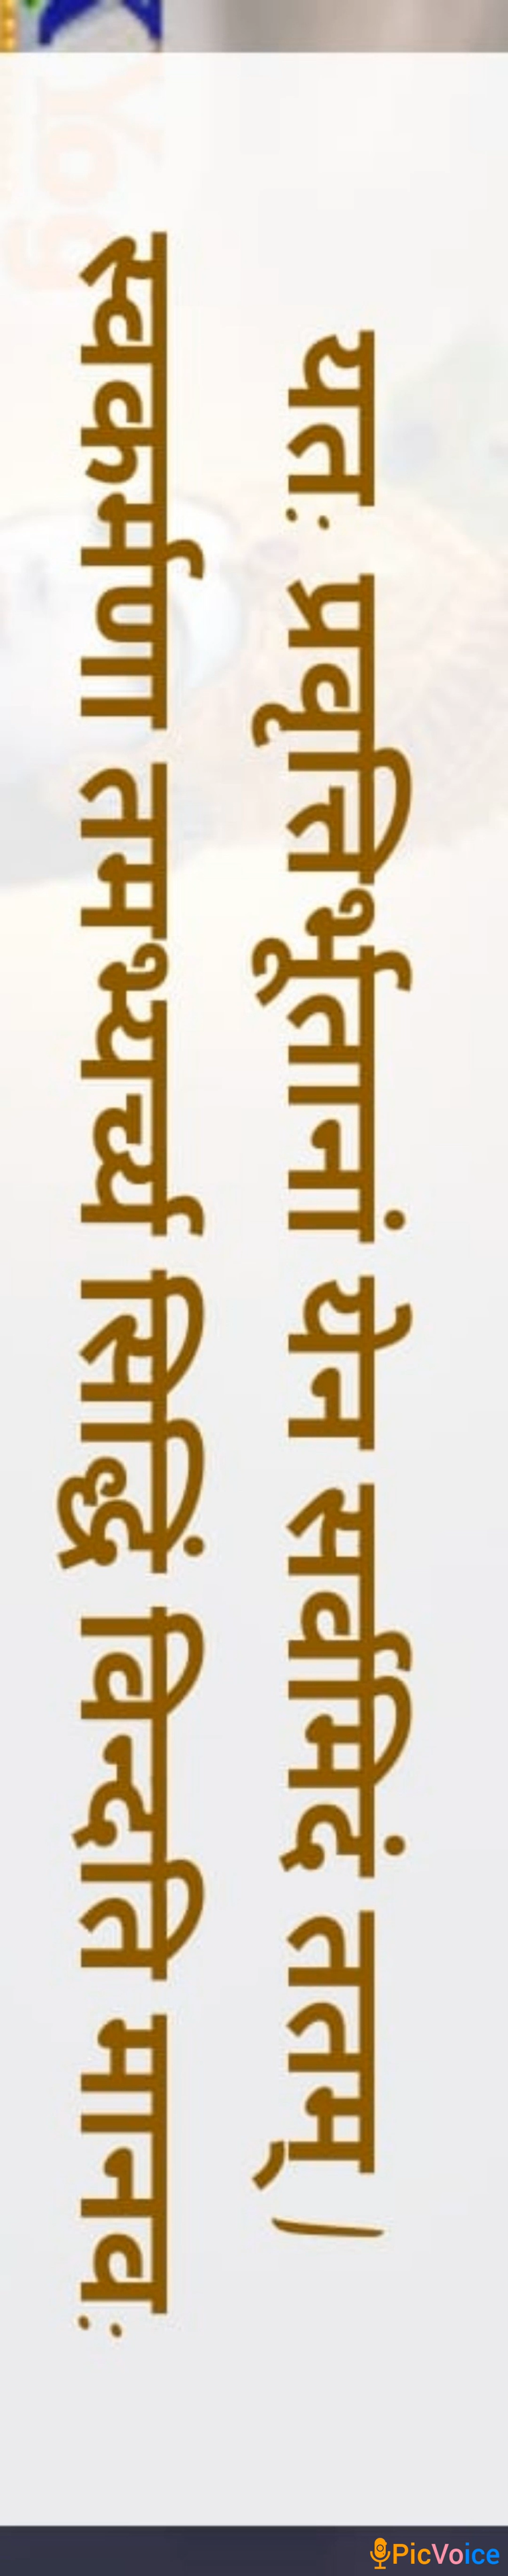 यतः प्रवृत्तिर्भूतानां येन सर्वमिदं ततम् ।
स्वकर्मणा तमभ्यर्च्य सिद्धिं विन्दति मानवः
PicVoice